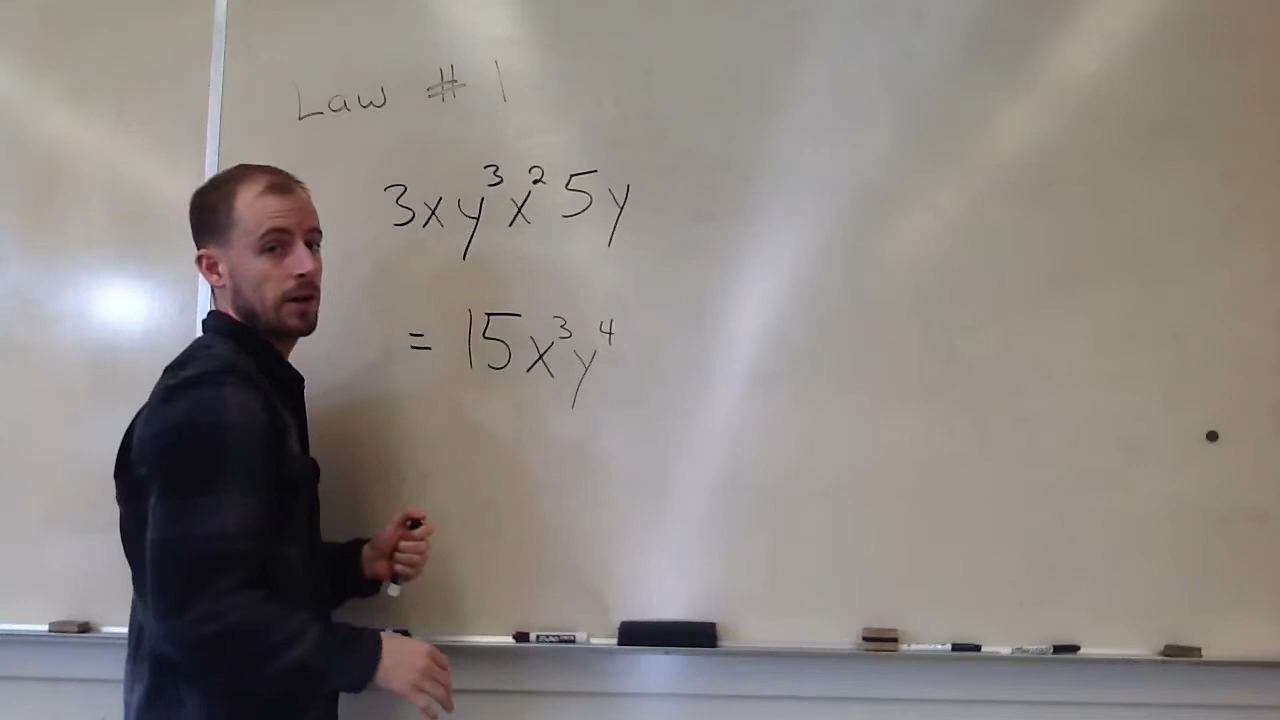 Law # 1
3xy³x²5y
= 15x³y⁴